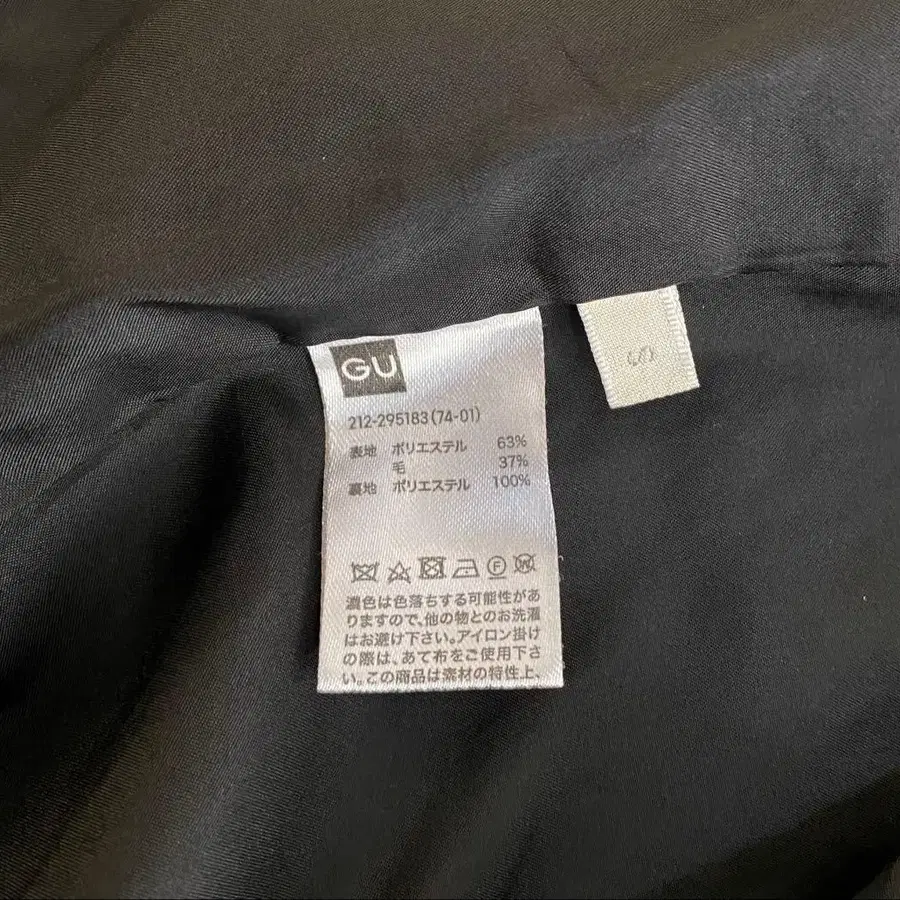 GU
212-295183(74-01)
表地 ポリエステル 63%
毛 37%
裏地 ポリエステル 100%
F W
濃色は色落ちする可能性があ
りますので、他の物とのお洗濯
はお避け下さい。アイロン掛け
の際は、あて布をご使用下さ
い。この商品は素材の特性上、